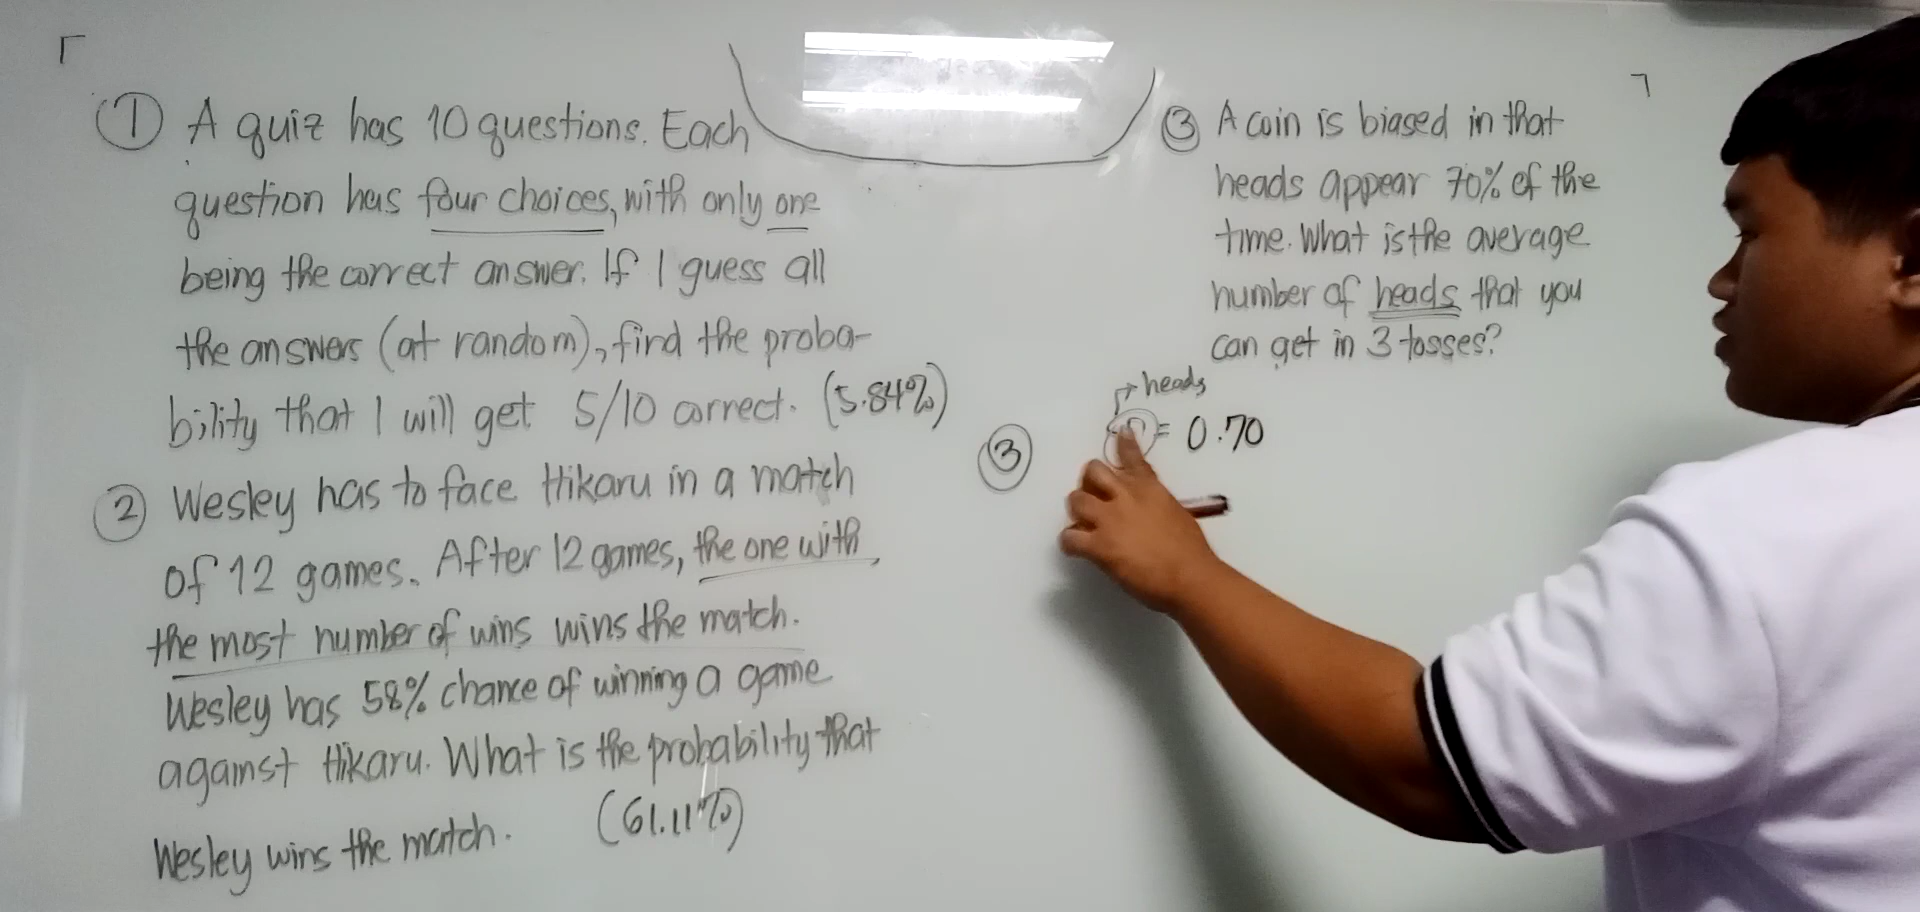 ① A quiz has 10 questions. Each
question has four choices, with only one
being the correct answer. If I guess all
the answers (at random), find the proba-
bility that I will get 5/10 correct. (5.84%)
② Wesley has to face Hikaru in a match
of 12 games. After 12 games, the one with
the most number of wins wins the match.
Wesley has 58% chance of winning a game
against Hikaru. What is the probability that
Wesley wins the match. (61.11%)
③ A coin is biased in that
heads appear 70% of the
time. What is the average
number of heads that you
can get in 3 tosses?
→ heads
③ = 0.70